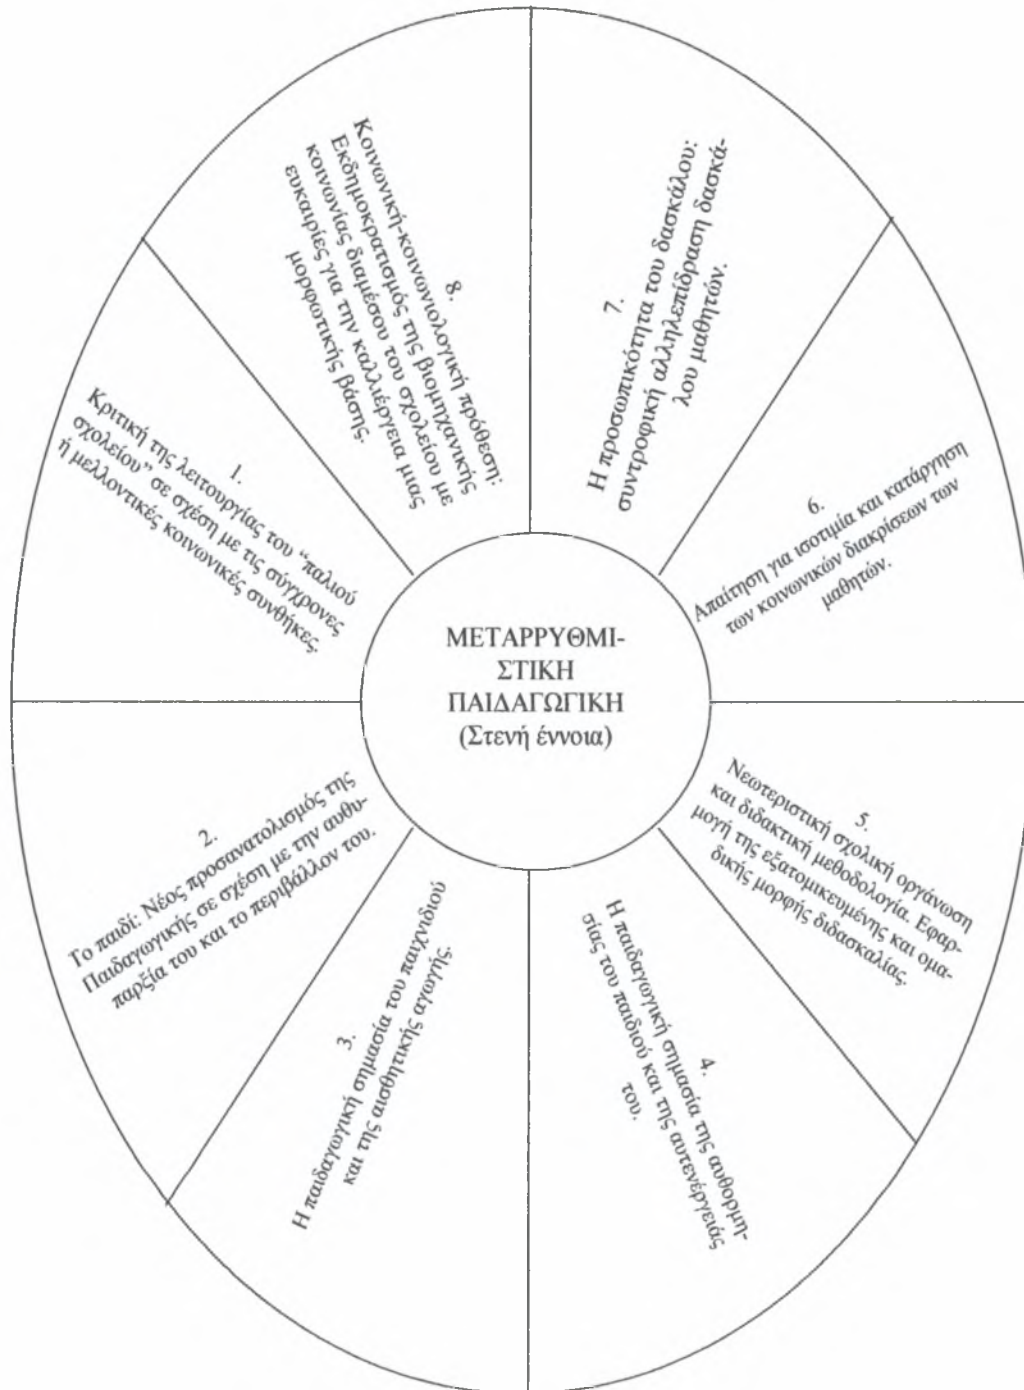 ΜΕΤΑΡΡΥΘΜΙ-
ΣΤΙΚΗ
ΠΑΙΔΑΓΩΓΙΚΗ
(Στενή έννοια)
1.
Κριτική της λειτουργίας του “παλιού
σχολείου” σε σχέση με τις σύγχρονες
ή μελλοντικές κοινωνικές συνθήκες.
2.
Το παιδί: Νέος προσανατολισμός της
Παιδαγωγικής σε σχέση με την αυθυ-
παρξία του και το περιβάλλον του.
3.
Η παιδαγωγική σημασία του παιχνιδιού
και της αισθητικής αγωγής.
4.
Η παιδαγωγική σημασία της αυθορμη-
σίας του παιδιού και της αυτενέργειας
του.
5.
Νεωτεριστική σχολική οργάνωση
και διδακτική μεθοδολογία. Εφαρ-
μογή της εξατομικευμένης και ομα-
δικής μορφής διδασκαλίας.
6.
Απαίτηση για ισοτιμία και κατάργηση
των κοινωνικών διακρίσεων των
μαθητών.
7.
Η προσωπικότητα του δασκάλου:
συντροφική αλληλεπίδραση δασκά-
λου μαθητών.
8.
Κοινωνική-κοινωνιολογική πρόθεση:
Εκδημοκρατισμός της βιομηχανικής
κοινωνίας διαμέσου του σχολείου με
ευκαιρίες για την καλλιέργεια μιας
μορφωτικής βάσης.